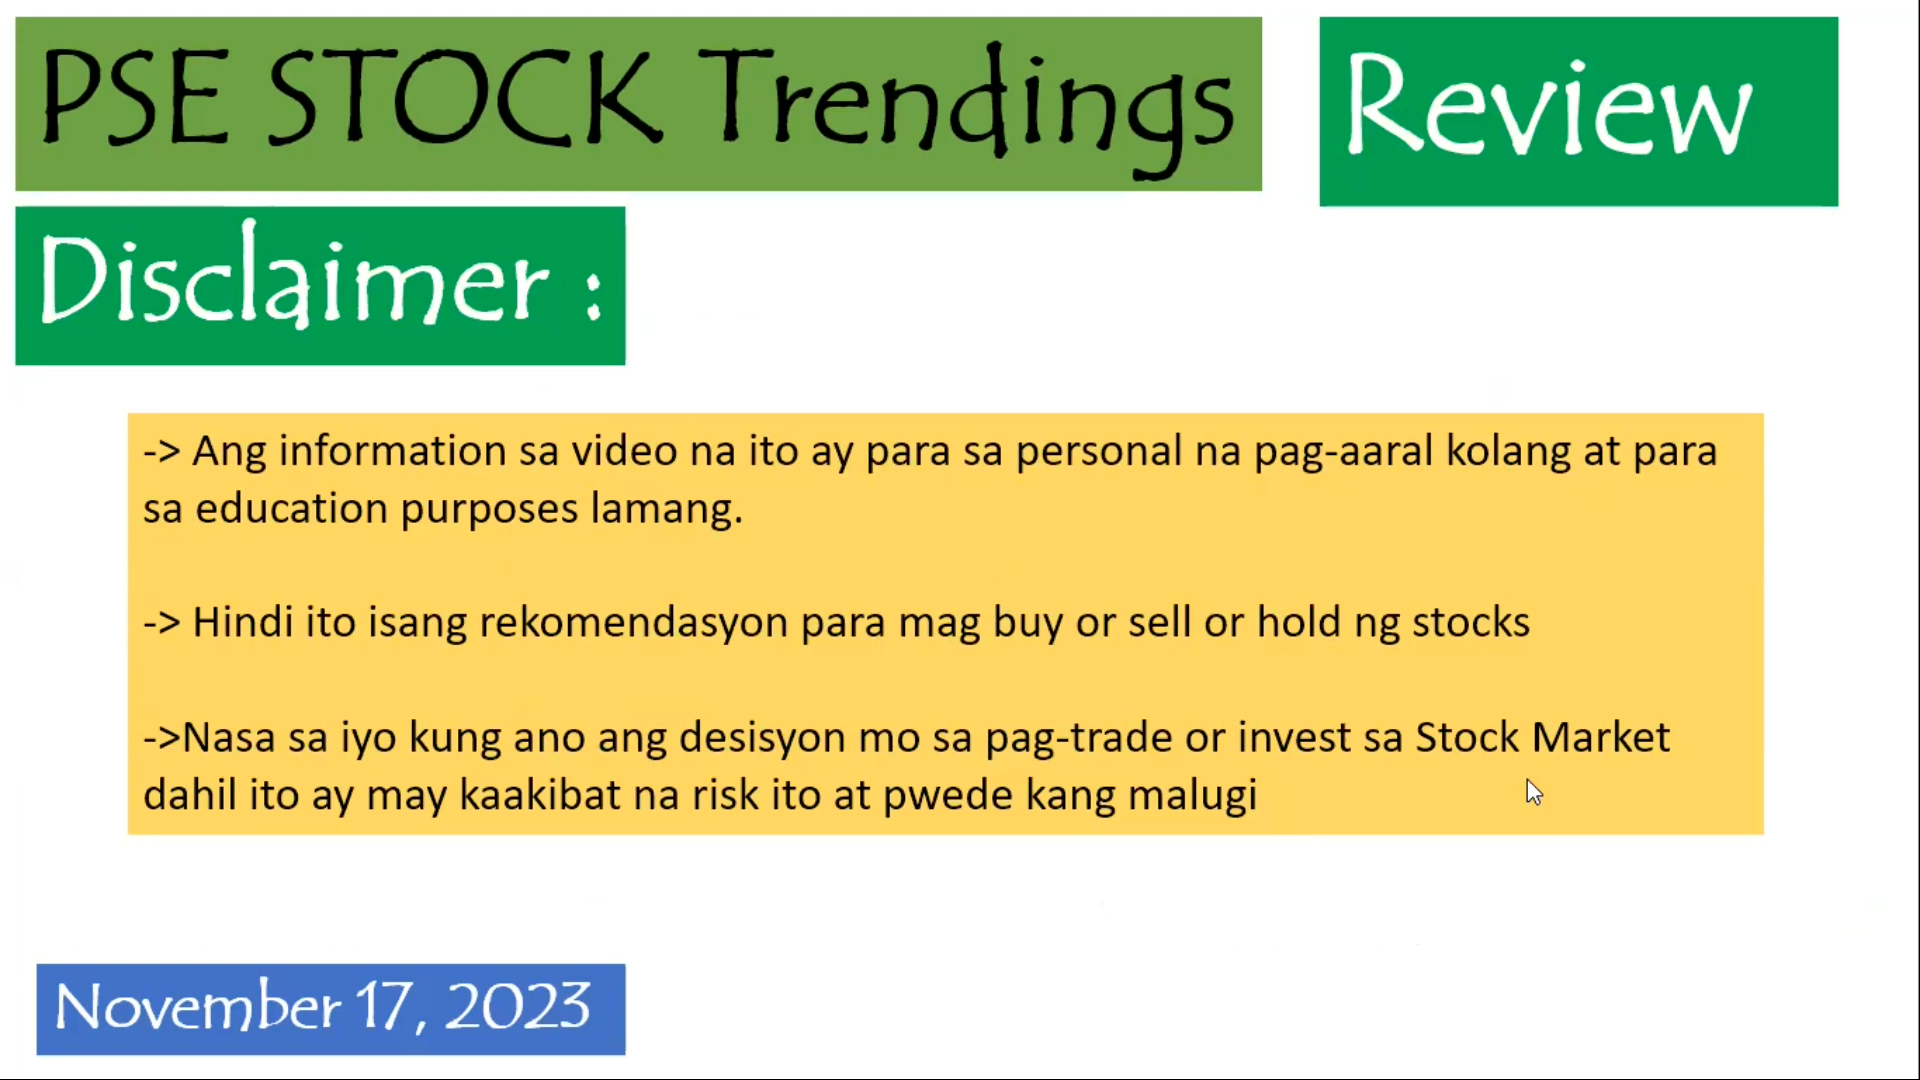 PSE STOCK Trendings
Review
Disclaimer :
-> Ang information sa video na ito ay para sa personal na pag-aaral kolang at para
sa education purposes lamang.
-> Hindi ito isang rekomendasyon para mag buy or sell or hold ng stocks
->Nasa sa iyo kung ano ang desisyon mo sa pag-trade or invest sa Stock Market
dahil ito ay may kaakibat na risk ito at pwede kang malugi
November 17, 2023